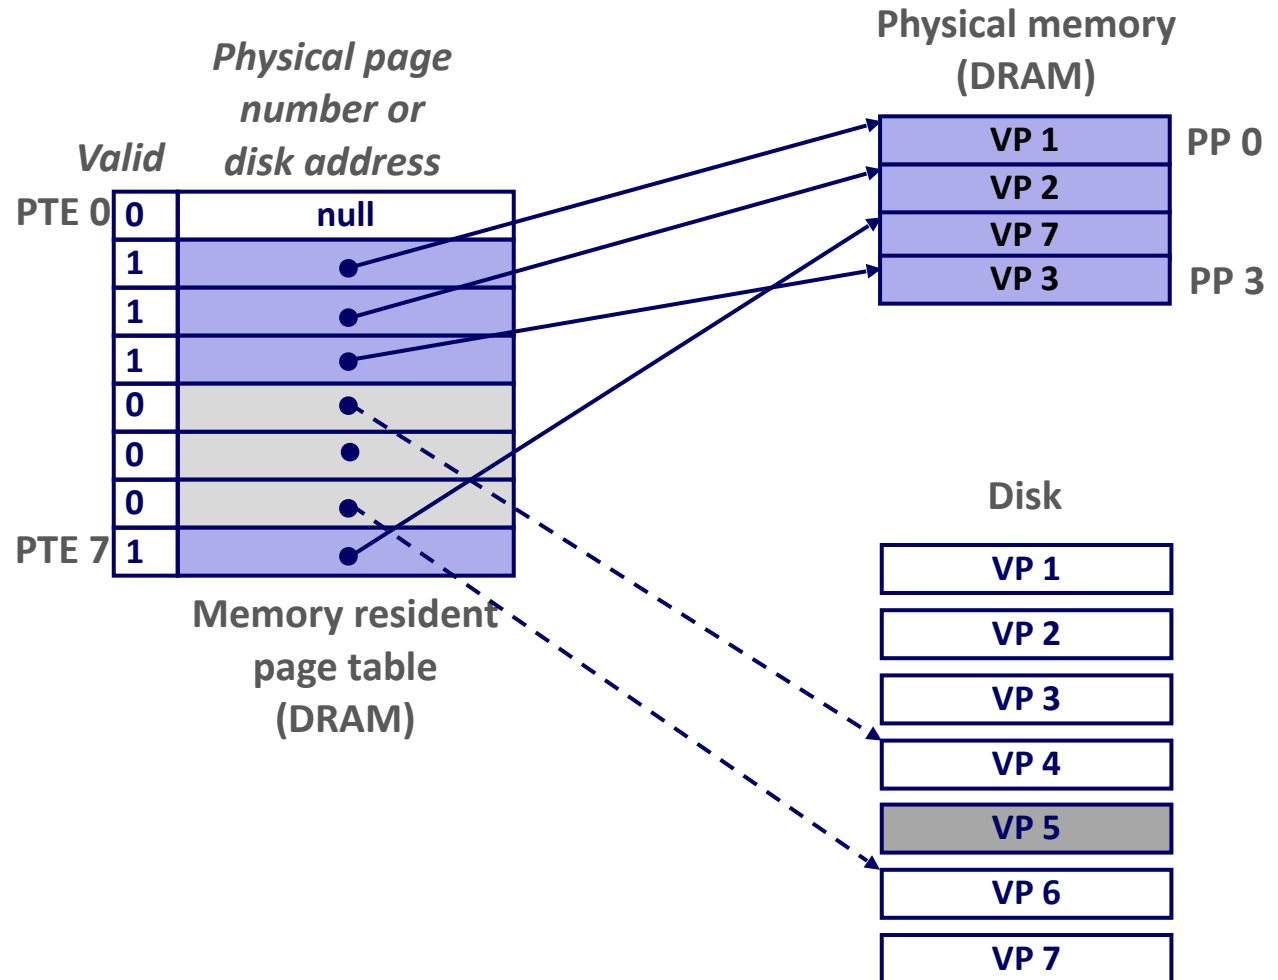 Physical memory
(DRAM)
Physical page
number or
disk address
Valid
PTE 0
0
null
1
1
1
0
0
0
PTE 7
1
Memory resident
page table
(DRAM)
VP 1
PP 0
VP 2
VP 7
VP 3
PP 3
Disk
VP 1
VP 2
VP 3
VP 4
VP 5
VP 6
VP 7